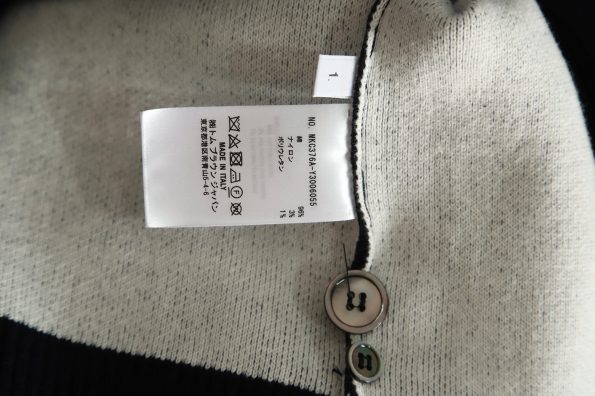 1.
NO. MKC376A-Y3006055
綿 96%
ナイロン 3%
ポリウレタン 1%
MADE IN ITALY
㈱トム ブラウン ジャパン
東京都港区南青山5-4-6